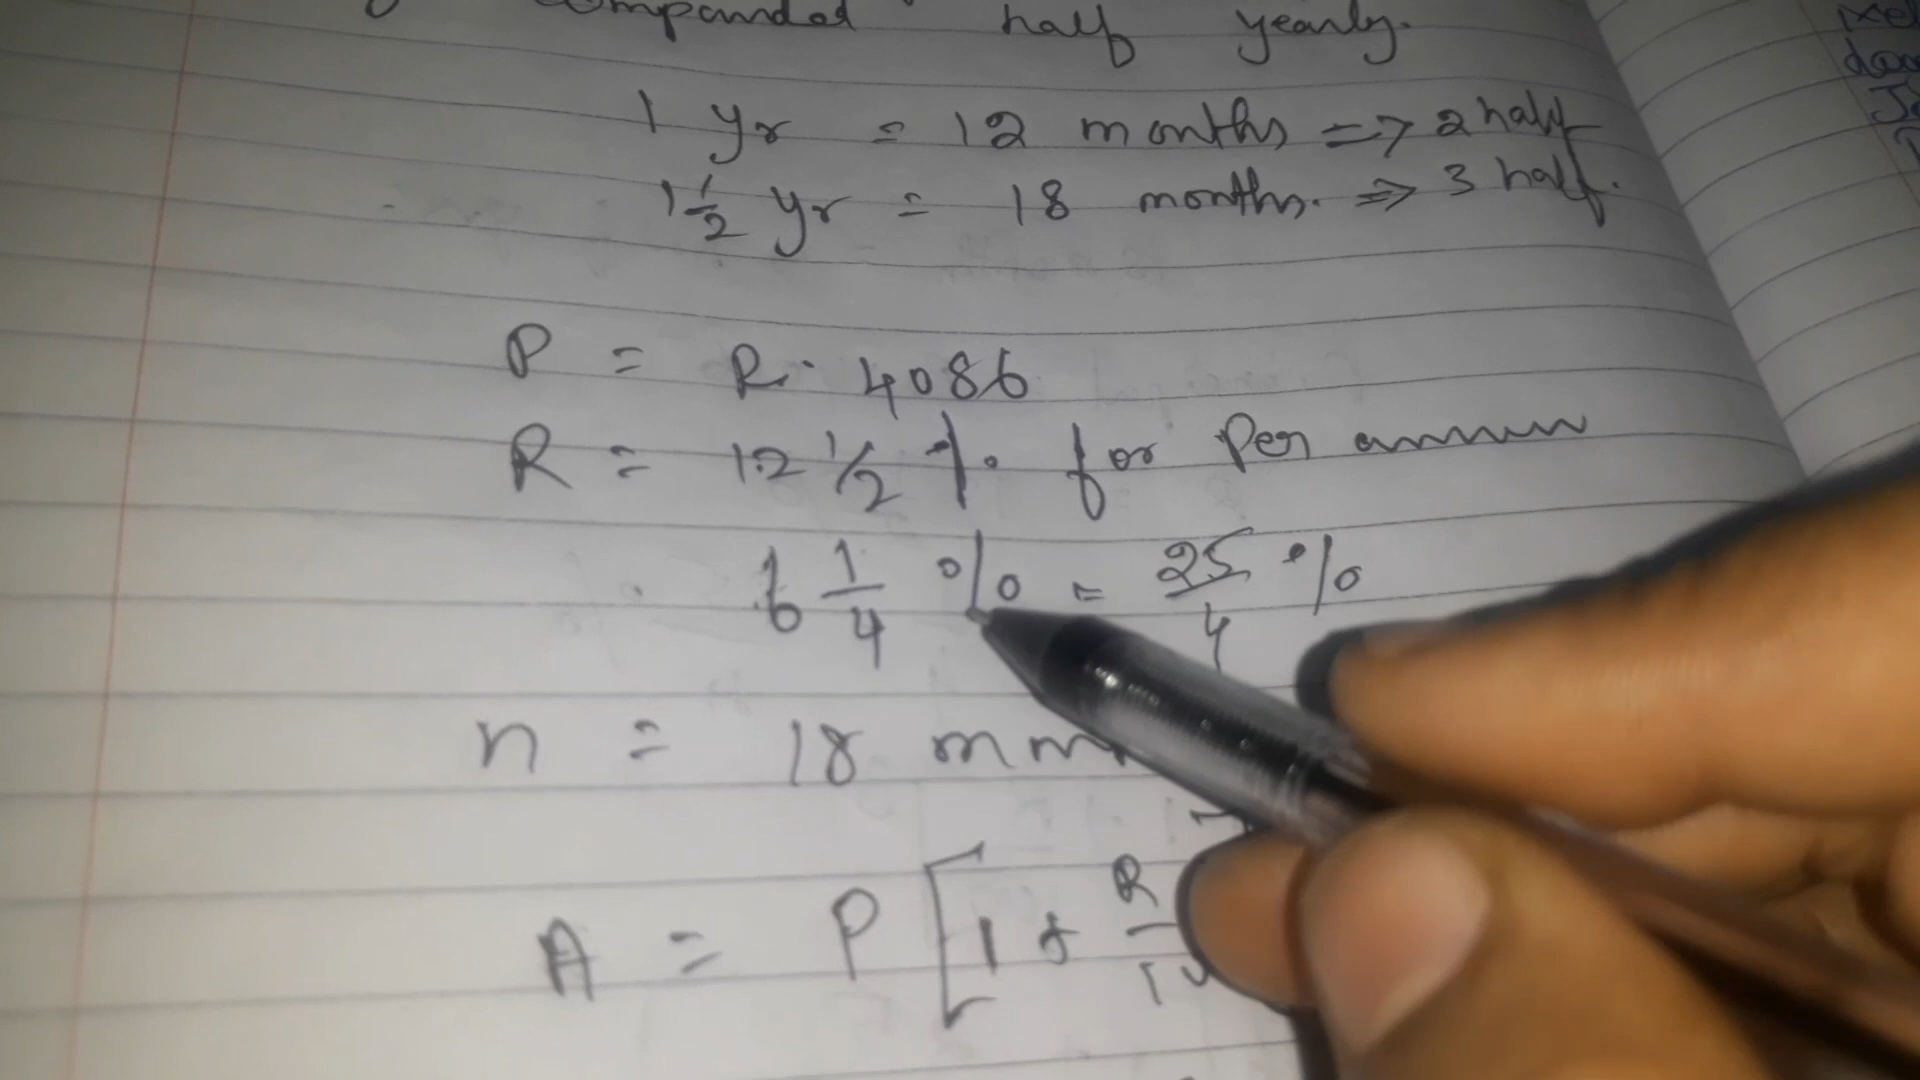 compounded half yearly.
1 yr = 12 months => 2 half
1 1/2 yr = 18 months. => 3 half.
P = R. 4086
R = 12 1/2 % for Per annum
6 1/4 % = 25/4 %
n = 18
A = P [1 + R